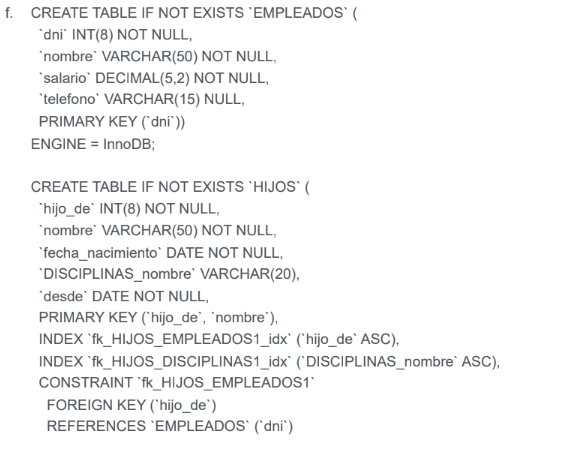 f. CREATE TABLE IF NOT EXISTS `EMPLEADOS` (
`dni` INT(8) NOT NULL,
`nombre` VARCHAR(50) NOT NULL,
`salario` DECIMAL(5,2) NOT NULL,
`telefono` VARCHAR(15) NULL,
PRIMARY KEY (`dni`))
ENGINE = InnoDB;
CREATE TABLE IF NOT EXISTS `HIJOS` (
`hijo_de` INT(8) NOT NULL,
`nombre` VARCHAR(50) NOT NULL,
`fecha_nacimiento` DATE NOT NULL,
`DISCIPLINAS_nombre` VARCHAR(20),
`desde` DATE NOT NULL,
PRIMARY KEY (`hijo_de`, `nombre`),
INDEX `fk_HIJOS_EMPLEADOS1_idx` (`hijo_de` ASC),
INDEX `fk_HIJOS_DISCIPLINAS1_idx` (`DISCIPLINAS_nombre` ASC),
CONSTRAINT `fk_HIJOS_EMPLEADOS1`
FOREIGN KEY (`hijo_de`)
REFERENCES `EMPLEADOS` (`dni`)